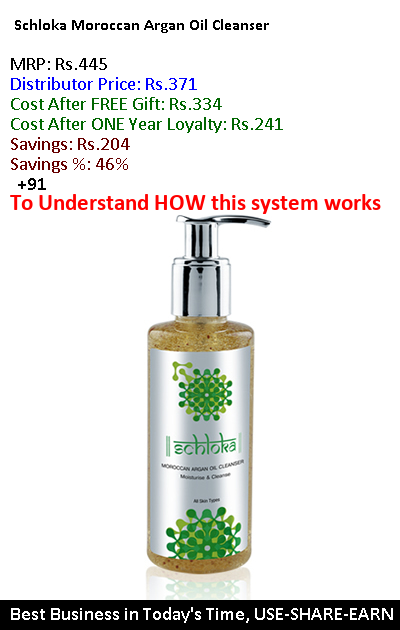 Schloka Moroccan Argan Oil Cleanser
MRP: Rs.445
Distributor Price: Rs.371
Cost After FREE Gift: Rs.334
Cost After ONE Year Loyalty: Rs.241
Savings: Rs.204
Savings %: 46%
+91
To Understand HOW this system works
schloka
MOROCCAN ARGAN OIL CLEANSER
Moisturise & Cleanse
All Skin Types
Best Business in Today's Time, USE-SHARE-EARN